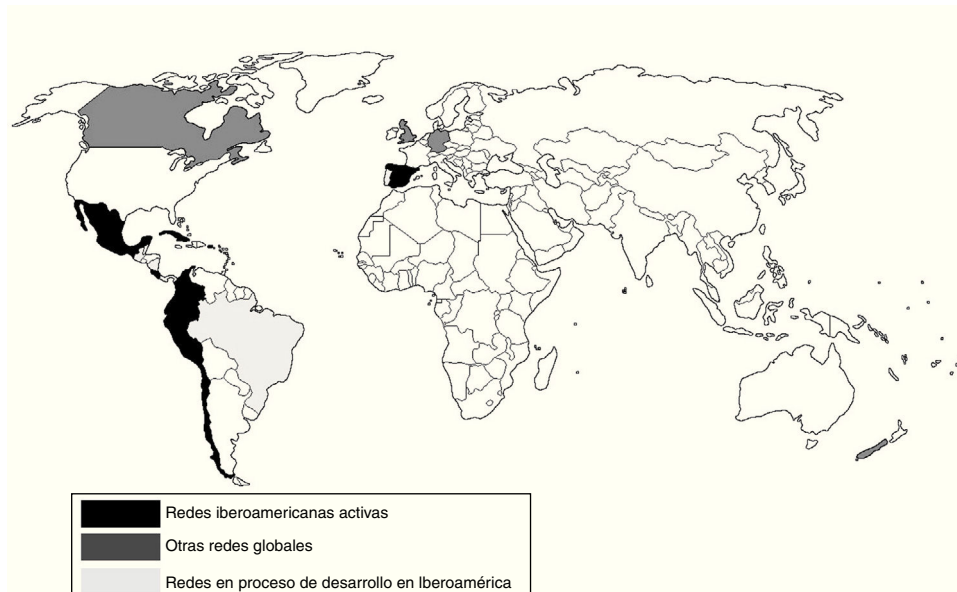 Redes iberoamericanas activas
Otras redes globales
Redes en proceso de desarrollo en Iberoamérica